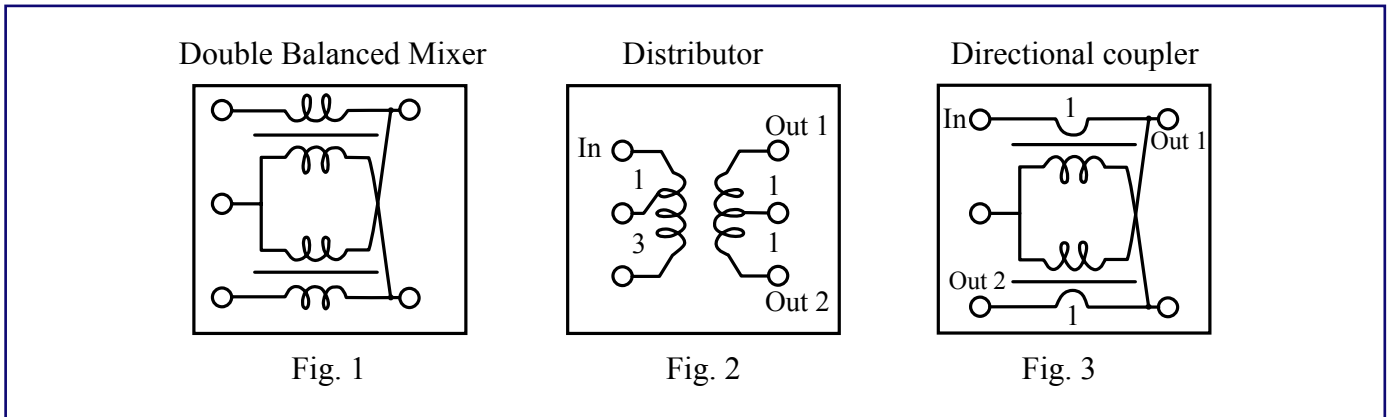 Double Balanced Mixer
Distributor
Directional coupler
In
1
3
Out 1
1
1
Out 2
In
1
Out 1
Out 2
1
Fig. 1
Fig. 2
Fig. 3